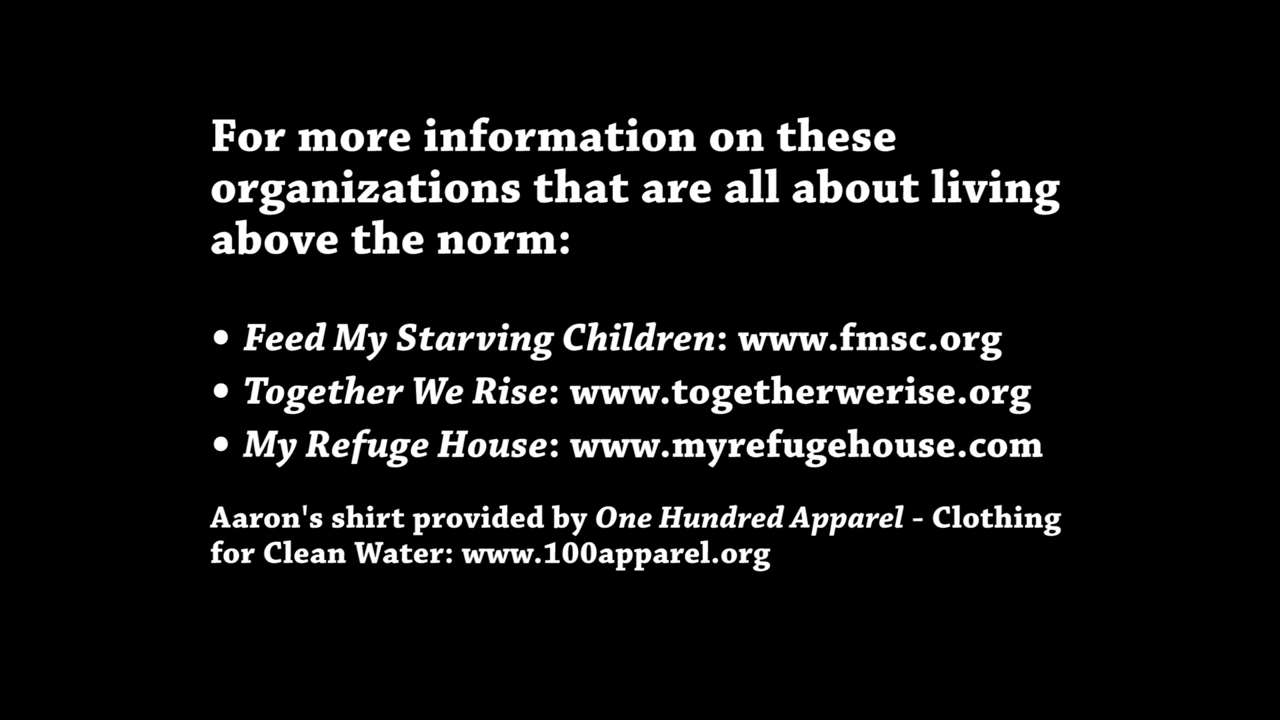 For more information on these
organizations that are all about living
above the norm:
• Feed My Starving Children: www.fmsc.org
• Together We Rise: www.togetherwerise.org
• My Refuge House: www.myrefugehouse.com
Aaron's shirt provided by One Hundred Apparel - Clothing
for Clean Water: www.100apparel.org